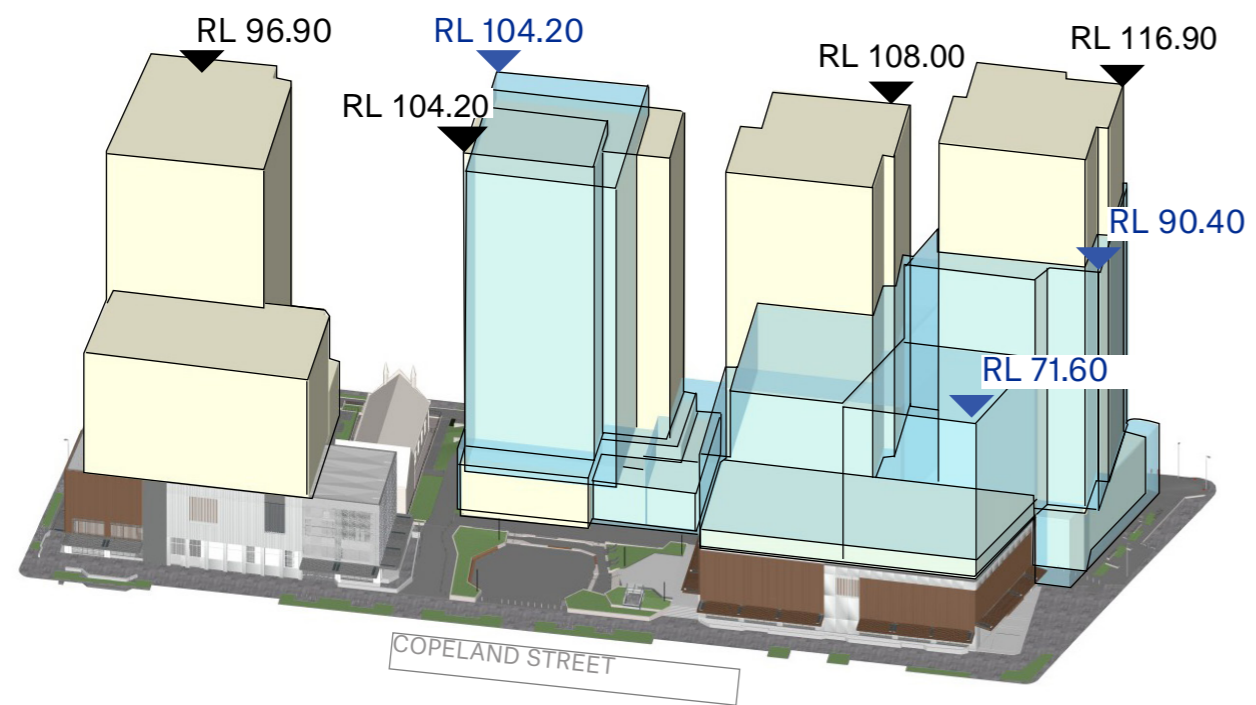 RL 96.90
RL 104.20
RL 104.20
RL 108.00
RL 116.90
RL 90.40
RL 71.60
COPELAND STREET